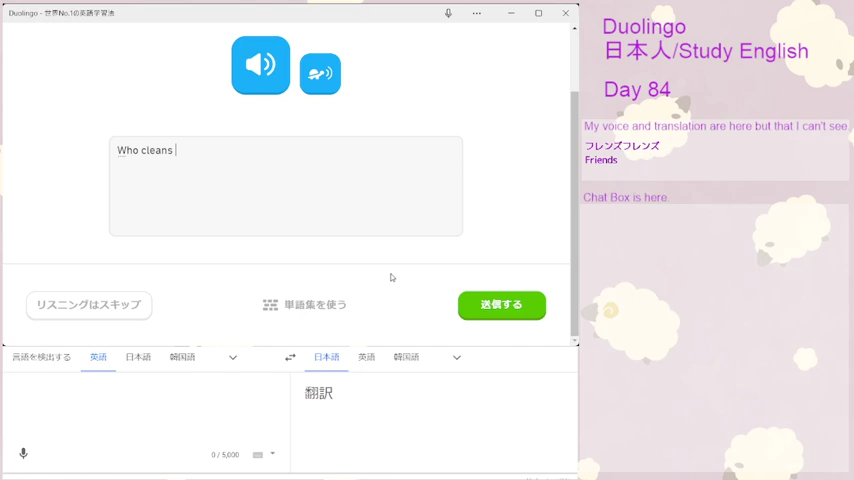 Duolingo - 世界No.1の英語学習法
Who cleans
リスニングはスキップ
単語集を使う
送信する
言語を検出する 英語 日本語 韓国語
日本語 英語 韓国語
翻訳
0 / 5,000
Duolingo
日本人/Study English
Day 84
My voice and translation are here but that I can't see.
フレンズフレンズ
Friends
Chat Box is here.